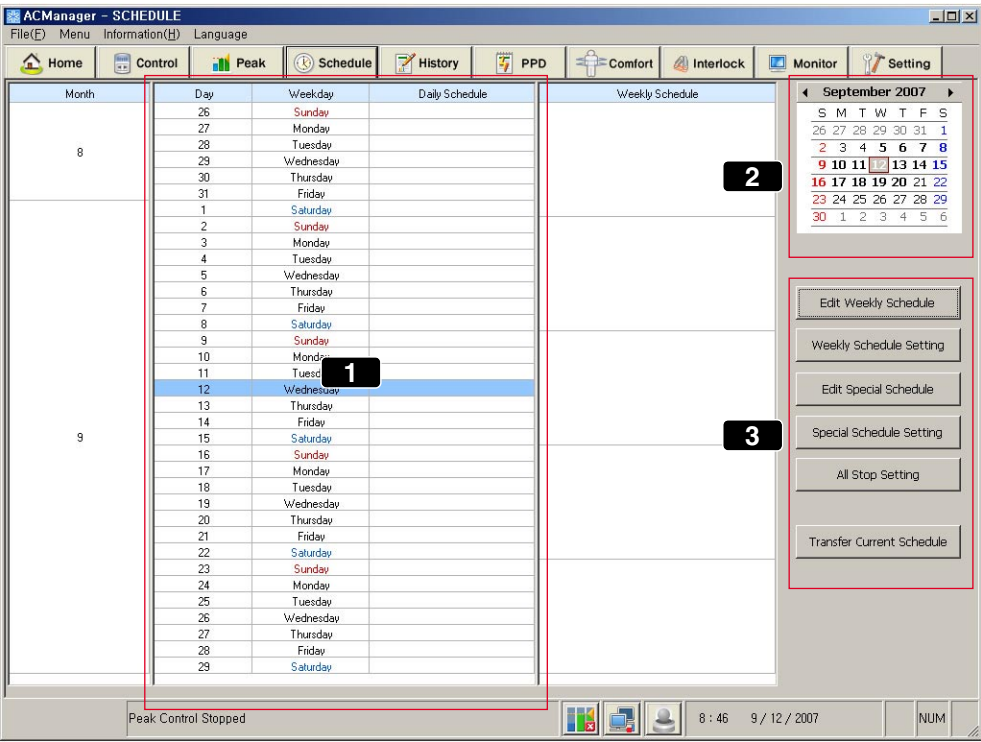 ACManager - SCHEDULE
File(F) Menu Information(H) Language
Home Control Peak Schedule History PPD Comfort Interlock Monitor Setting
Month Day Weekday Daily Schedule Weekly Schedule
8
26 Sunday
27 Monday
28 Tuesday
29 Wednesday
30 Thursday
31 Friday
9
1 Saturday
2 Sunday
3 Monday
4 Tuesday
5 Wednesday
6 Thursday
7 Friday
8 Saturday
9 Sunday
10 Monday
11 Tuesd
12 Wednesday
13 Thursday
14 Friday
15 Saturday
16 Sunday
17 Monday
18 Tuesday
19 Wednesday
20 Thursday
21 Friday
22 Saturday
23 Sunday
24 Monday
25 Tuesday
26 Wednesday
27 Thursday
28 Friday
29 Saturday
1
2
3
September 2007
S M T W T F S
26 27 28 29 30 31 1
2 3 4 5 6 7 8
9 10 11 12 13 14 15
16 17 18 19 20 21 22
23 24 25 26 27 28 29
30 1 2 3 4 5 6
Edit Weekly Schedule
Weekly Schedule Setting
Edit Special Schedule
Special Schedule Setting
All Stop Setting
Transfer Current Schedule
Peak Control Stopped 8 : 46 9 / 12 / 2007 NUM